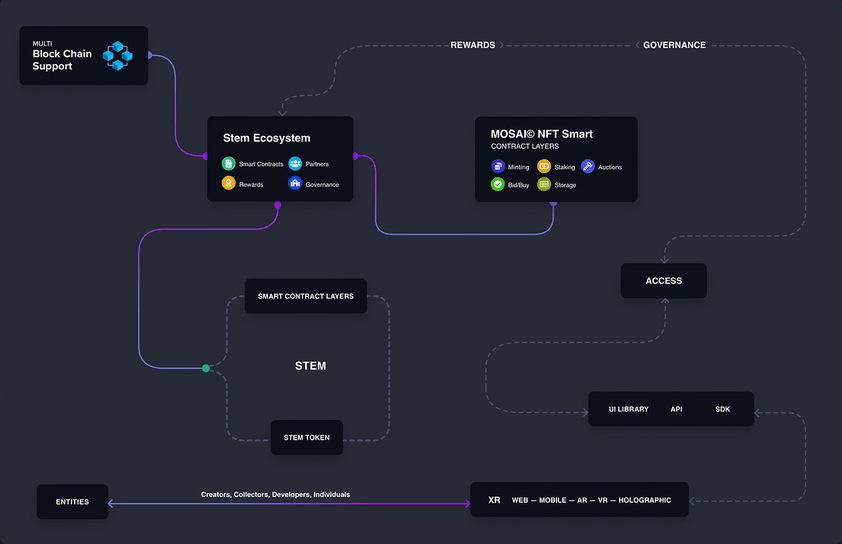 MULTI
Block Chain
Support
REWARDS
GOVERNANCE
Stem Ecosystem
Smart Contracts
Partners
Rewards
Governance
MOSAI© NFT Smart
CONTRACT LAYERS
Minting
Staking
Auctions
Bid/Buy
Storage
ACCESS
SMART CONTRACT LAYERS
STEM
STEM TOKEN
UI LIBRARY
API
SDK
ENTITIES
Creators, Collectors, Developers, Individuals
XR WEB — MOBILE — AR — VR — HOLOGRAPHIC